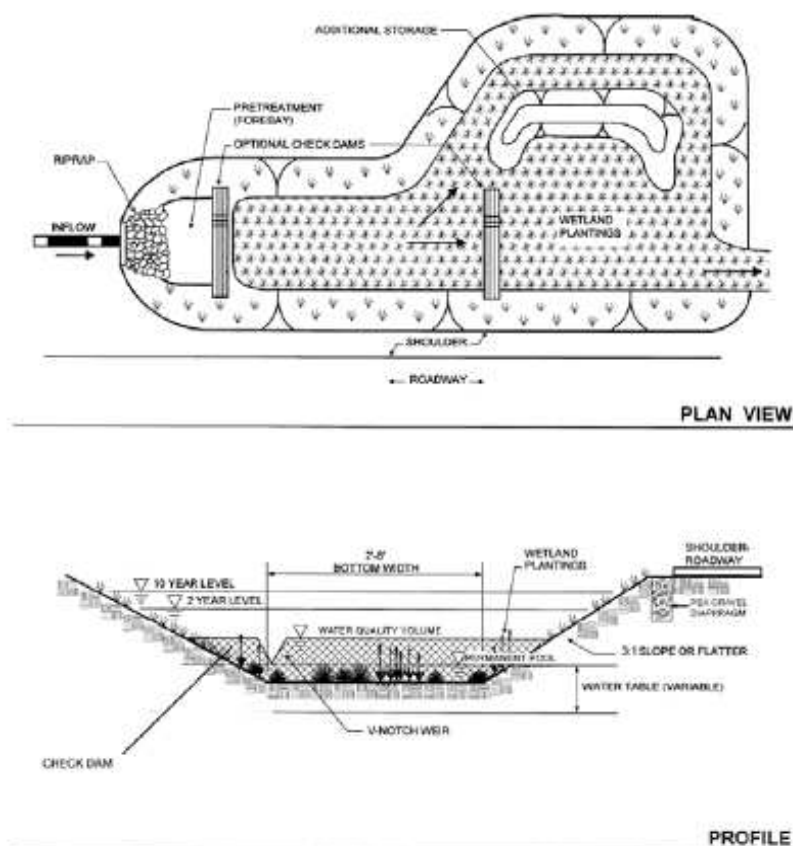 ADDITIONAL STORAGE
PRETREATMENT
(FOREBAY)
OPTIONAL CHECK DAMS
RIPRAP
INFLOW
WETLAND
PLANTINGS
SHOULDER
ROADWAY
PLAN VIEW
2'-8'
BOTTOM WIDTH
WETLAND
PLANTINGS
SHOULDER-
ROADWAY
10 YEAR LEVEL
2 YEAR LEVEL
PEA GRAVEL
DIAPHRAGM
WATER QUALITY VOLUME
3:1 SLOPE OR FLATTER
PERMANENT POOL
WATER TABLE (VARIABLE)
V-NOTCH WEIR
CHECK DAM
PROFILE